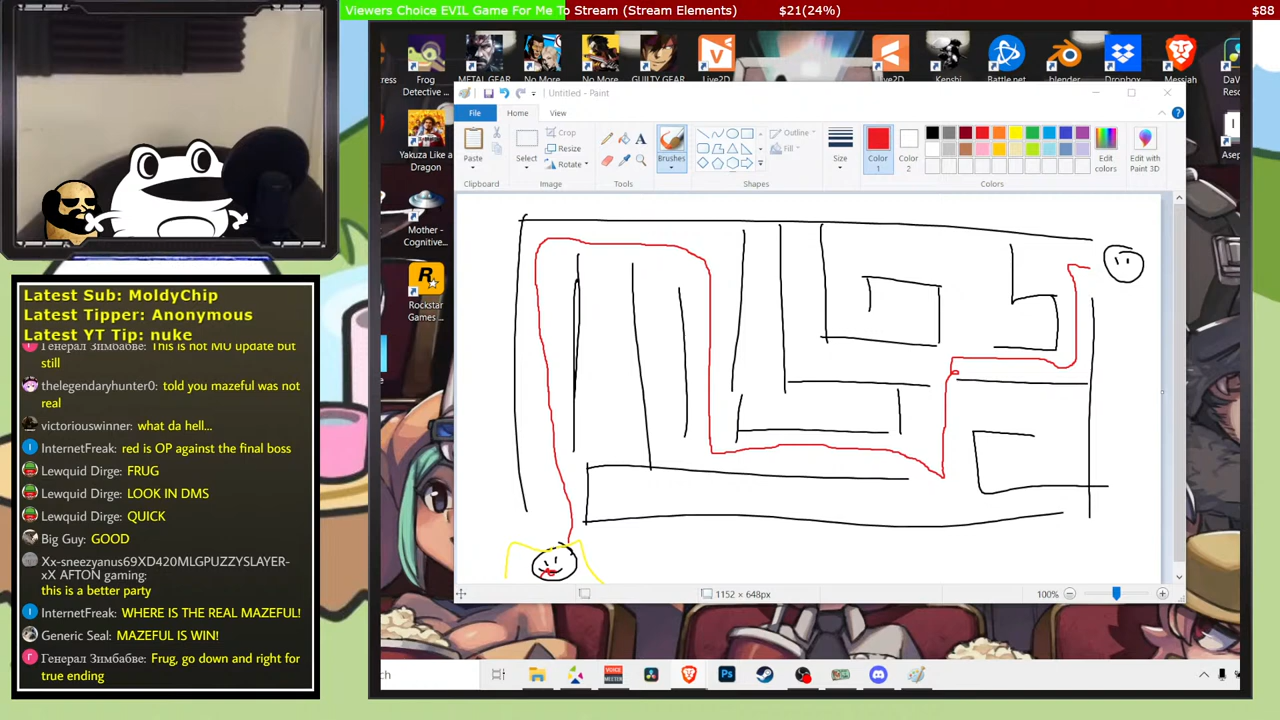 Viewers Choice EVIL Game For Me To Stream (Stream Elements)
$21(24%)
$88
Frog
Detective ...
METAL GEAR
No More
No More
GUILTY GEAR
Live2D
Live2D
Kenshi
Battle.net
blender
Dropbox
Messiah
Yakuza Like a
Dragon
Mother -
Cognitive...
Rockstar
Games ...
Untitled - Paint
File
Home
View
Paste
Clipboard
Select
Crop
Resize
Rotate
Image
Tools
Brushes
Outline
Fill
Shapes
Size
Color
1
Color
2
Edit
colors
Edit with
Paint 3D
Colors
1152 × 648px
100%
Latest Sub: MoldyChip
Latest Tipper: Anonymous
Latest YT Tip: nuke
Генерал Зимбабве: This is not MO update but
still
thelegendaryhunter0: told you mazeful was not
real
victoriouswinner: what da hell...
InternetFreak: red is OP against the final boss
Lewquid Dirge: FRUG
Lewquid Dirge: LOOK IN DMS
Lewquid Dirge: QUICK
Big Guy: GOOD
Xx-sneezyanus69XD420MLGPUZZYSLAYER-
xX AFTON gaming:
this is a better party
InternetFreak: WHERE IS THE REAL MAZEFUL!
Generic Seal: MAZEFUL IS WIN!
Генерал Зимбабве: Frug, go down and right for
true ending